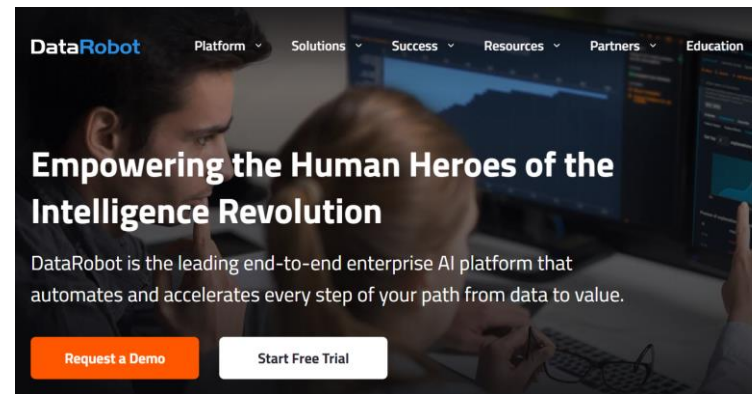 DataRobot Platform Solutions Success Resources Partners Education
Empowering the Human Heroes of the
Intelligence Revolution
DataRobot is the leading end-to-end enterprise AI platform that
automates and accelerates every step of your path from data to value.
Request a Demo Start Free Trial